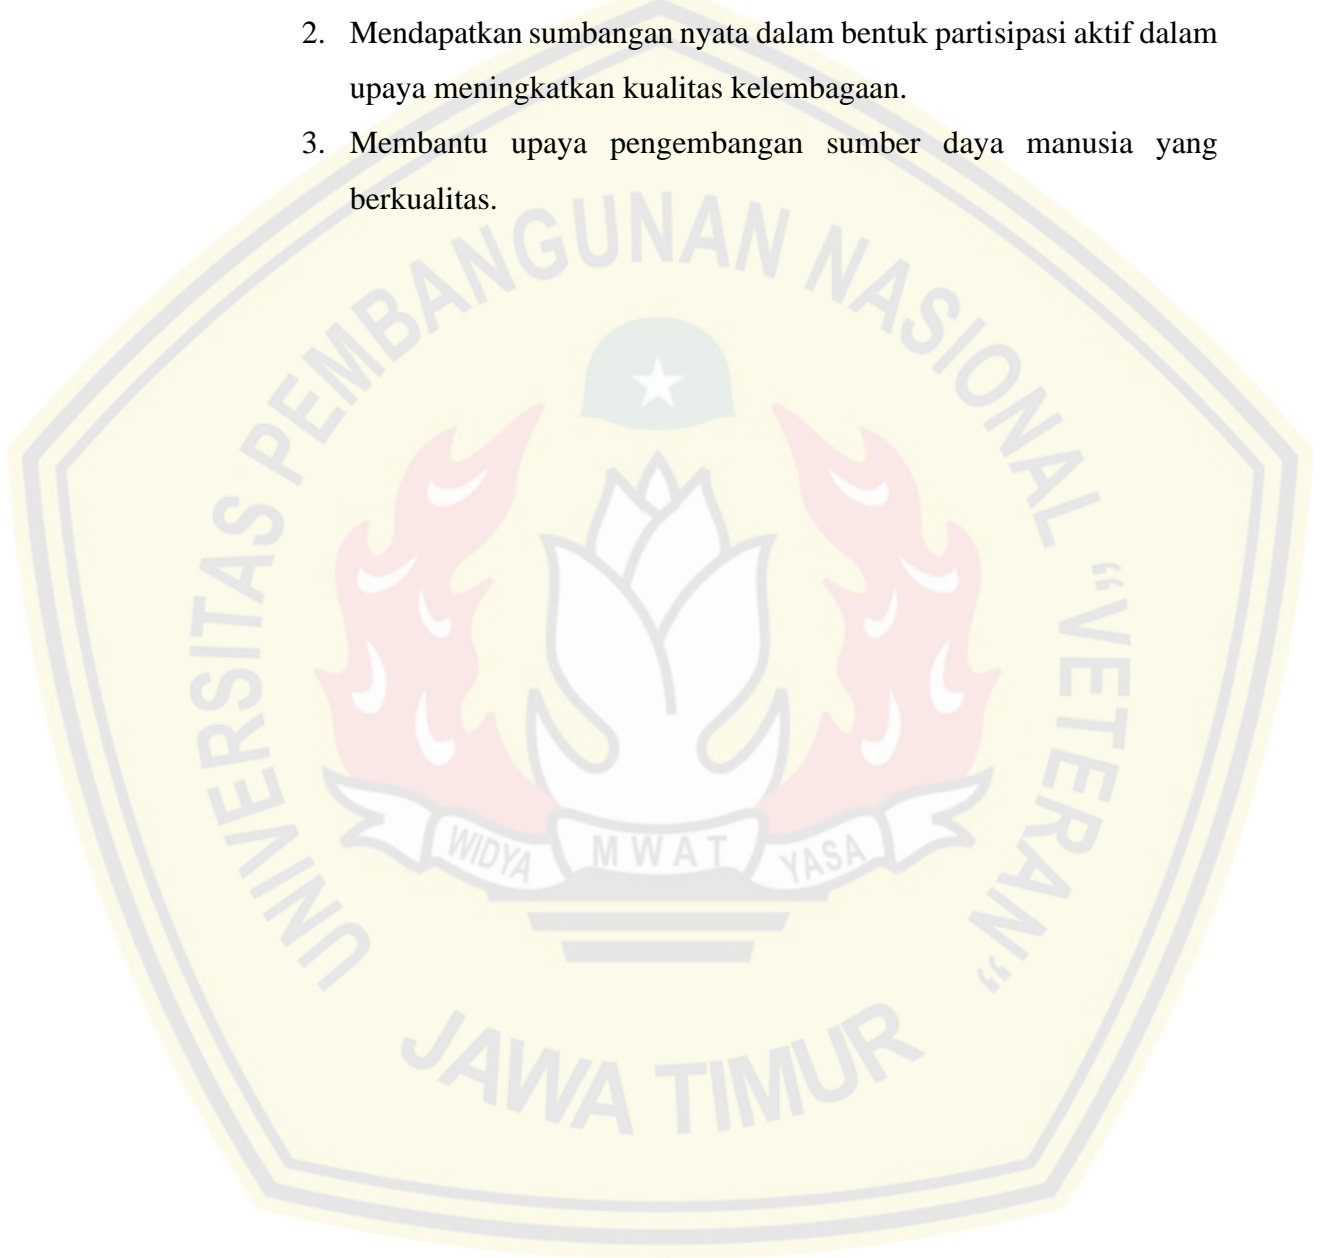 2. Mendapatkan sumbangan nyata dalam bentuk partisipasi aktif dalam
upaya meningkatkan kualitas kelembagaan.
3. Membantu upaya pengembangan sumber daya manusia yang
berkualitas.
UNIVERSITAS PEMBANGUNAN NASIONAL “VETERAN”
WIDYA MWAT YASA
JAWA TIMUR